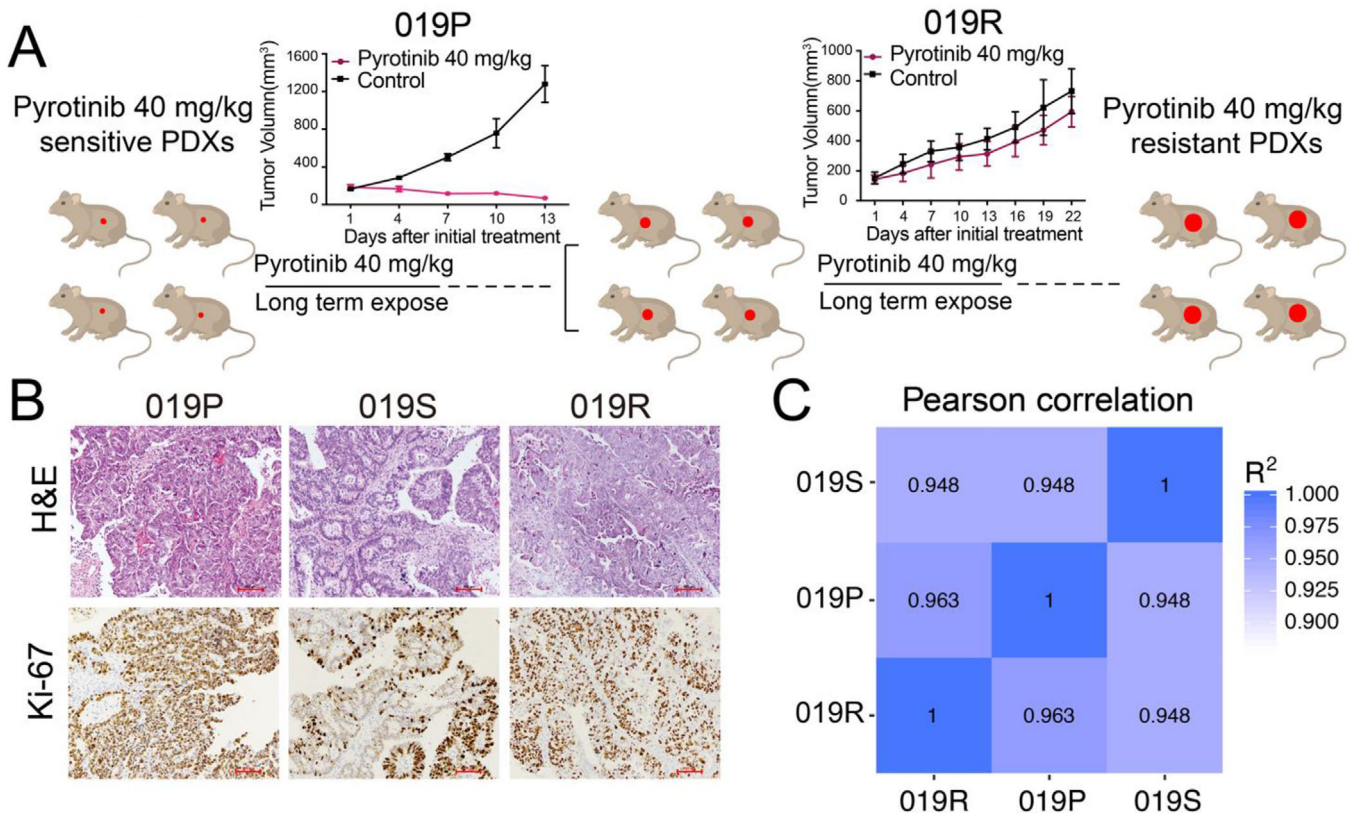 A
019P
Pyrotinib 40 mg/kg
Control
Tumor Volumn(mm³)
1600
1200
800
400
0
1 4 7 10 13
Days after initial treatment
Pyrotinib 40 mg/kg
sensitive PDXs
Pyrotinib 40 mg/kg
Long term expose
019R
Pyrotinib 40 mg/kg
Control
Tumor Volumn(mm³)
1000
800
600
400
200
0
1 4 7 10 13 16 19 22
Days after initial treatment
Pyrotinib 40 mg/kg
Long term expose
Pyrotinib 40 mg/kg
resistant PDXs
B
019P 019S 019R
H&E
Ki-67
C
Pearson correlation
019S 0.948 0.948 1
019P 0.963 1 0.948
019R 1 0.963 0.948
019R 019P 019S
R²
1.000
0.975
0.950
0.925
0.900